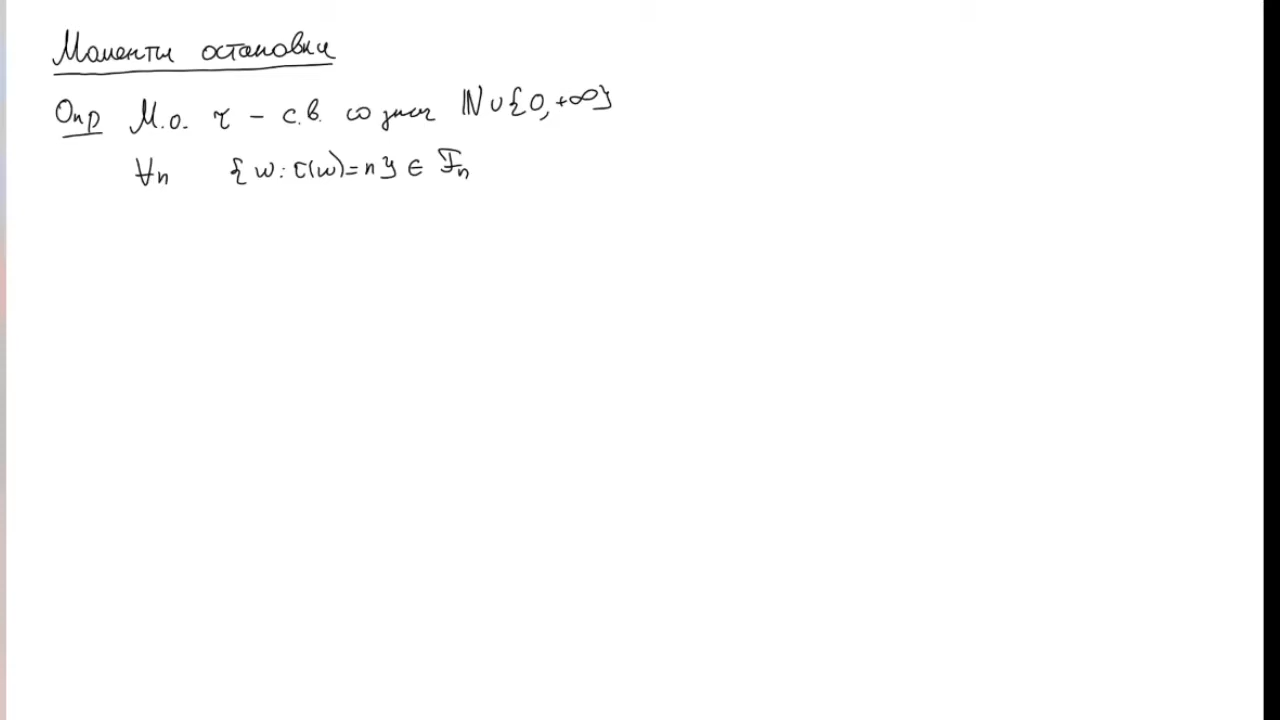 Моменты остановки
Опр М.о. τ – с.в. со знач ℕ∪{0,+∞}
∀n {ω: τ(ω)=n} ∈ ℱₙ